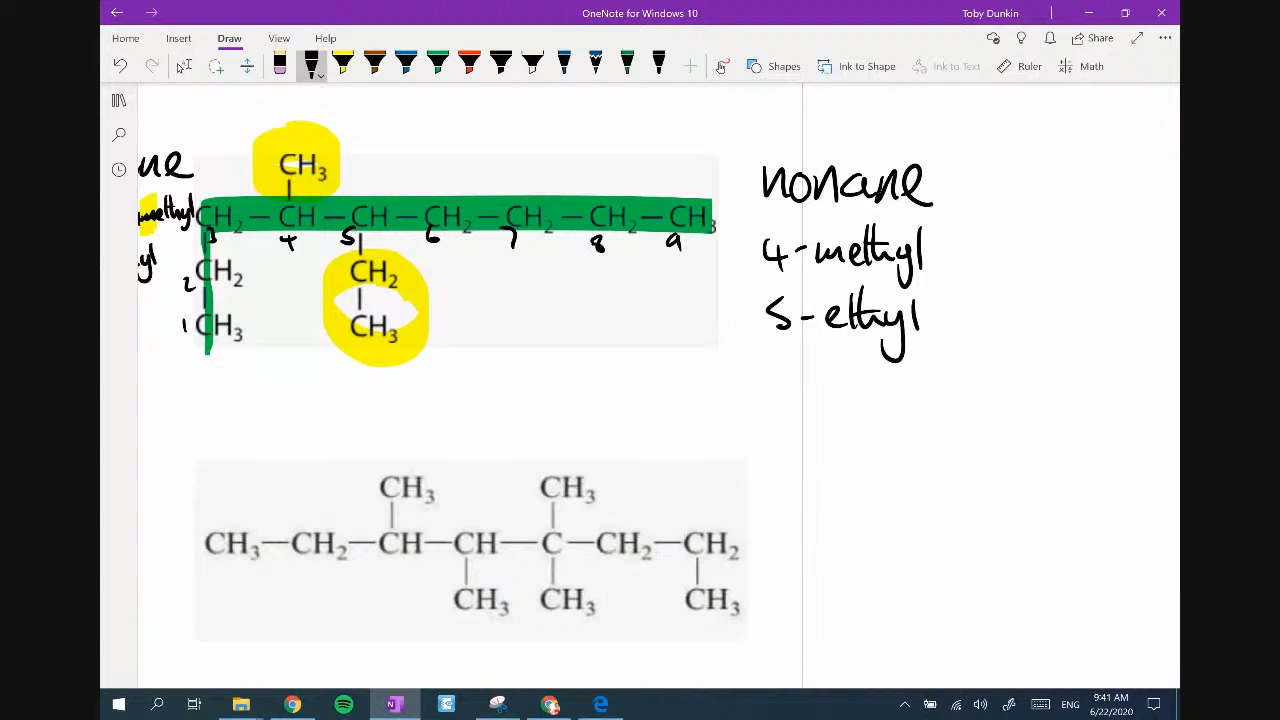 OneNote for Windows 10
Toby Dunkin
Home Insert Draw View Help
Share
Shapes Ink to Shape Ink to Text Ruler Math
ne
methyl
yl
CH₃
CH₂—CH—CH—CH₂—CH₂—CH₂—CH₃
3 4 5 6 7 8 9
2 CH₂ CH₂
1 CH₃ CH₃
nonane
4-methyl
5-ethyl
CH₃ CH₃
CH₃—CH₂—CH—CH—C—CH₂—CH₂
CH₃ CH₃ CH₃
ENG
9:41 AM
6/22/2020